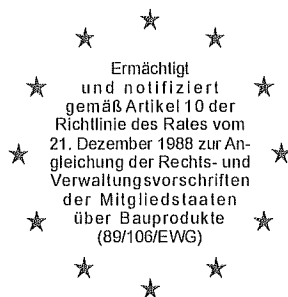 Ermächtigt
und notifiziert
gemäß Artikel 10 der
Richtlinie des Rates vom
21. Dezember 1988 zur An-
gleichung der Rechts- und
Verwaltungsvorschriften
der Mitgliedstaaten
über Bauprodukte
(89/106/EWG)